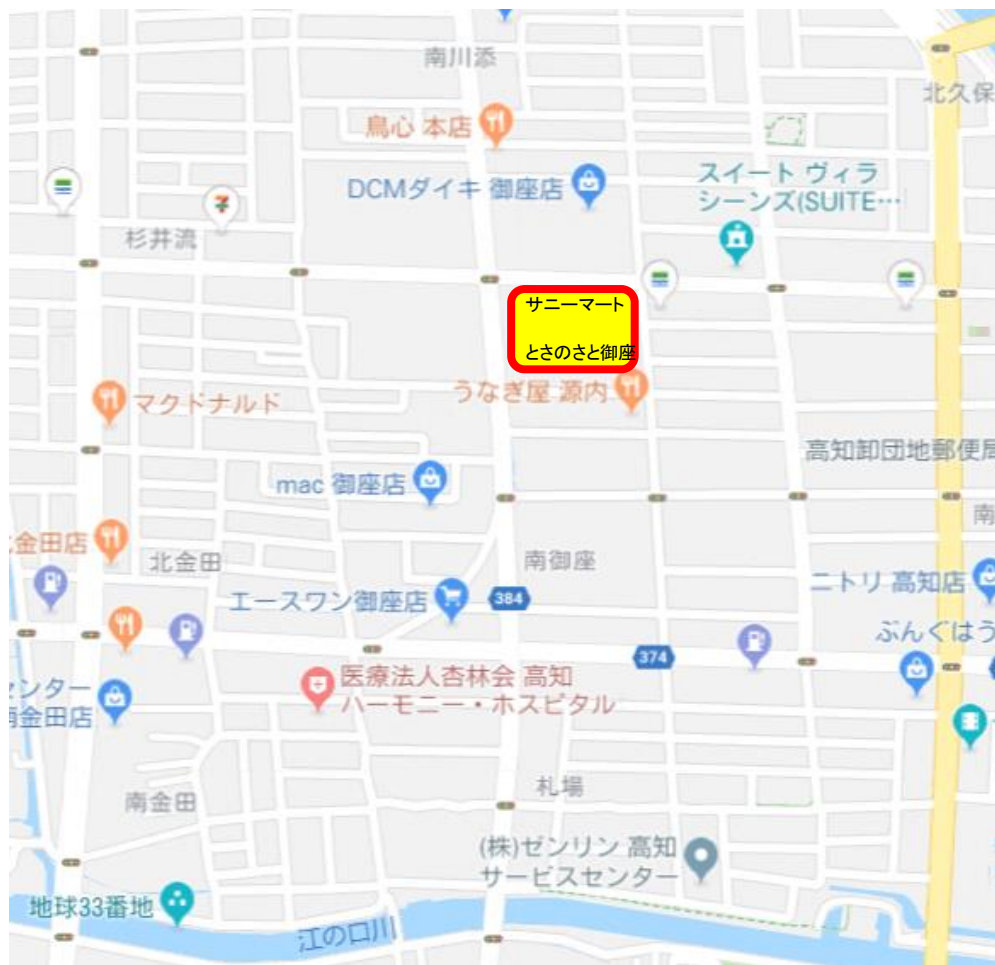 南川添
北久保
鳥心 本店
DCMダイキ 御座店
スイート ヴィラ
シーンズ(SUITE…
杉井流
サニーマート
とさのさと御座
うなぎ屋 源内
マクドナルド
高知卸団地郵便局
mac 御座店
南
金田店
北金田
南御座
ニトリ 高知店
エースワン御座店
384
ぶんぐはう
374
医療法人杏林会 高知
ハーモニー・ホスピタル
センター
南金田店
南金田
札場
(株)ゼンリン 高知
サービスセンター
地球33番地
江の口川